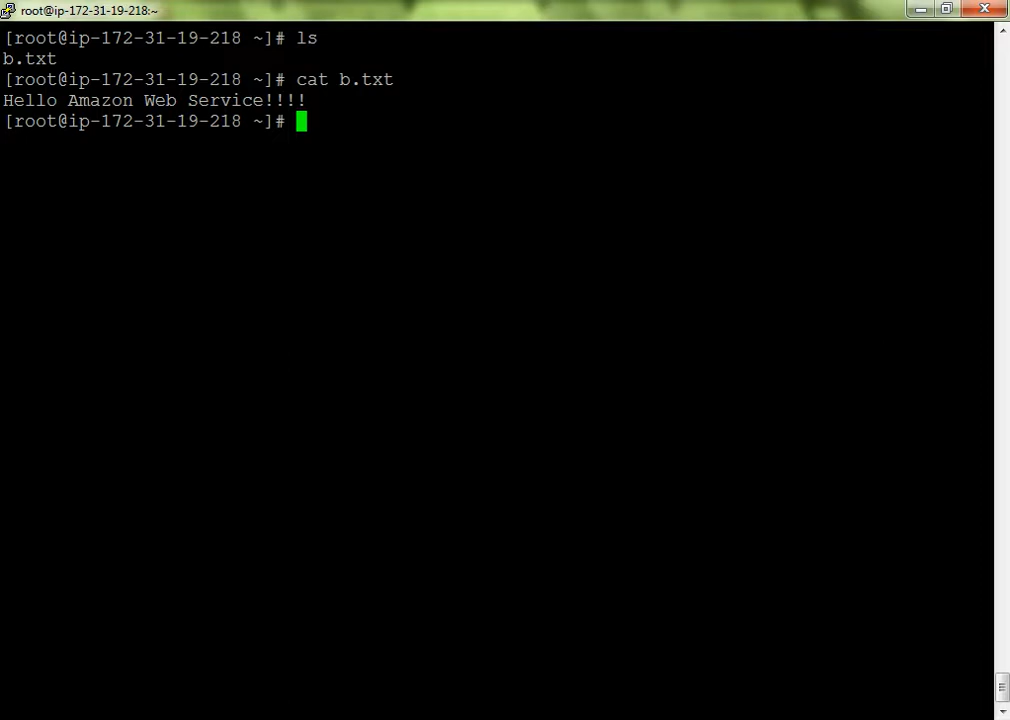 root@ip-172-31-19-218:~
[root@ip-172-31-19-218 ~]# ls
b.txt
[root@ip-172-31-19-218 ~]# cat b.txt
Hello Amazon Web Service!!!!
[root@ip-172-31-19-218 ~]#